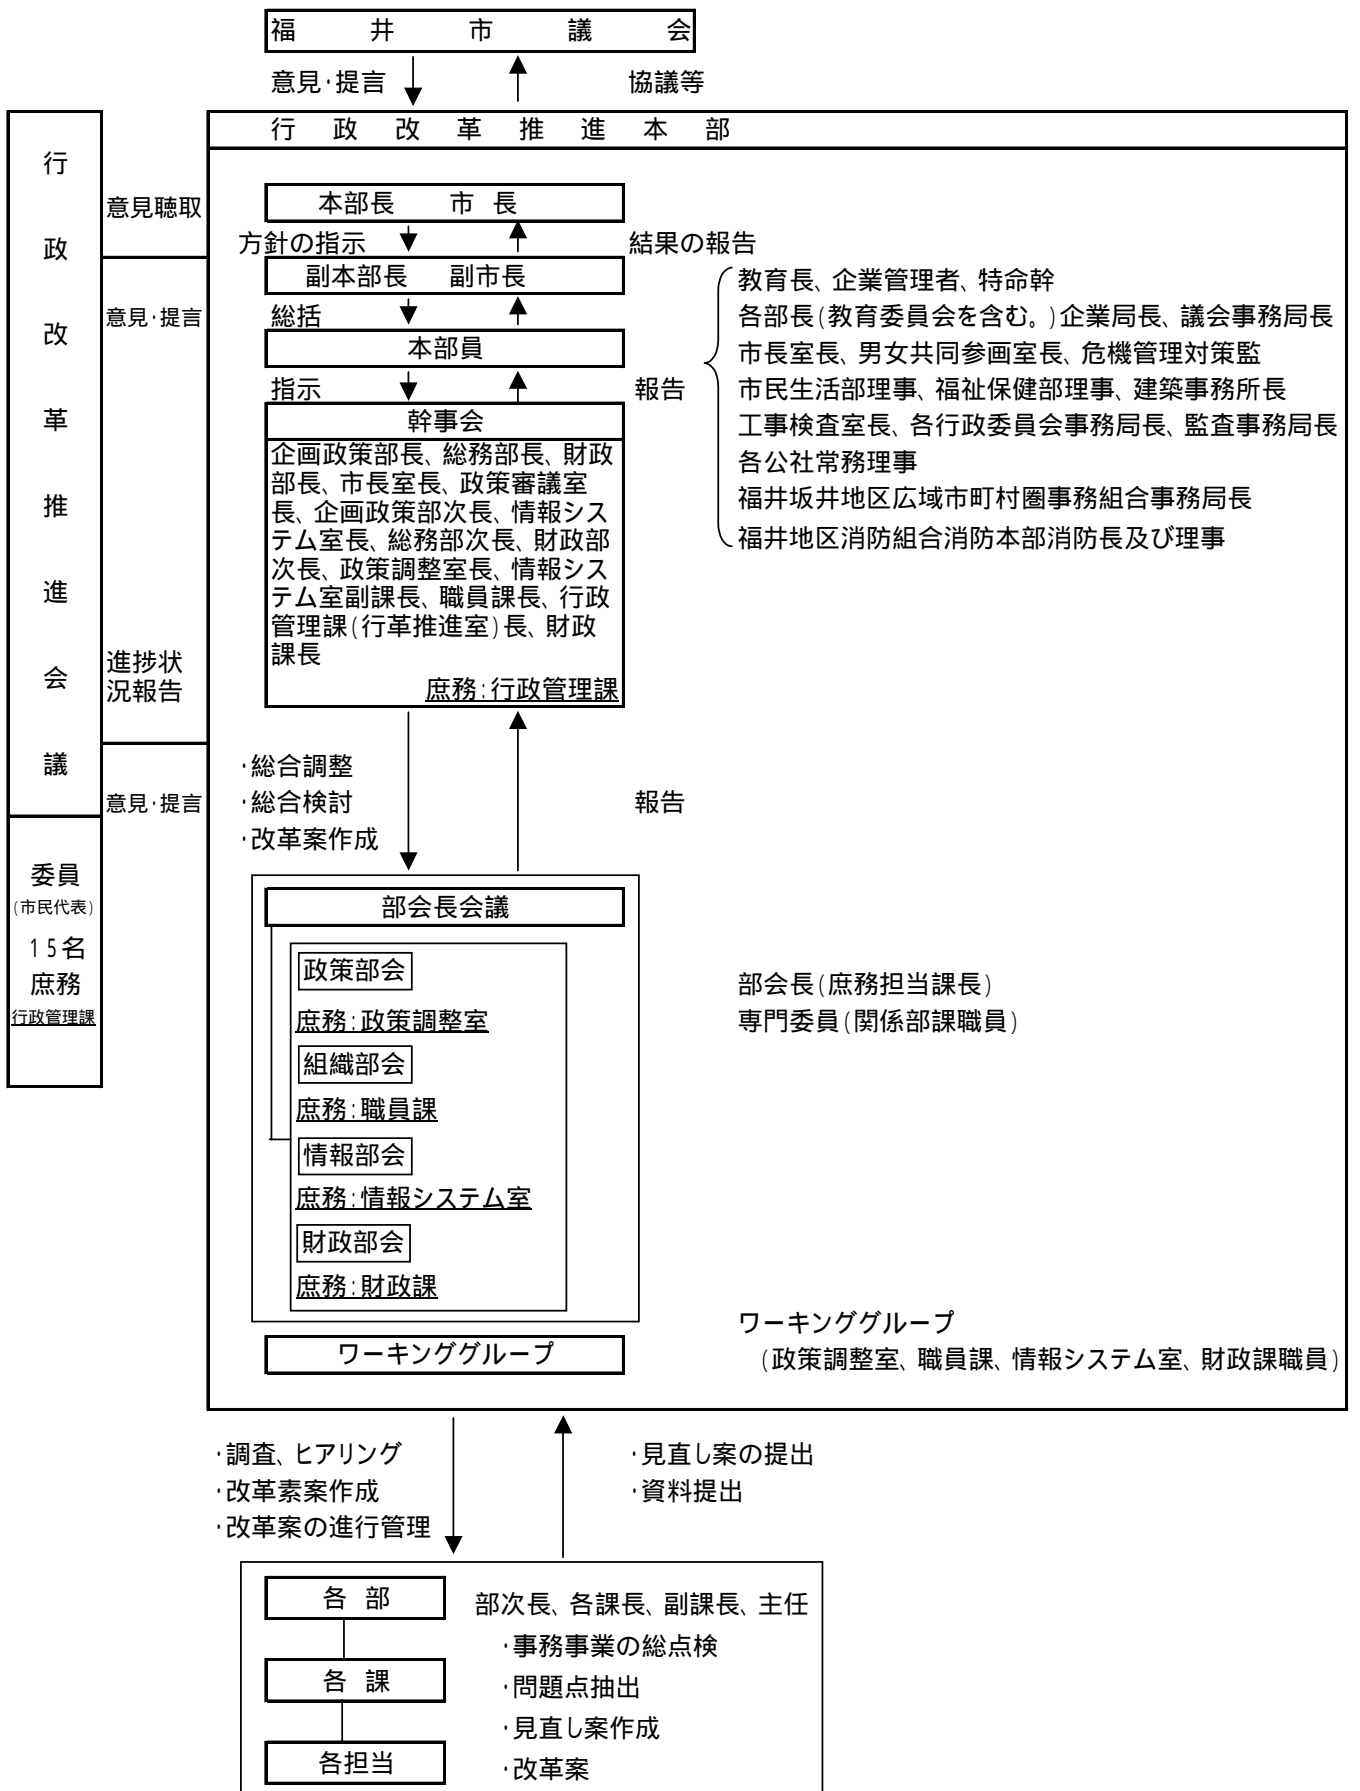 福井市議会
意見・提言
協議等
行政改革推進本部
行政改革推進会議
意見聴取
意見・提言
進捗状
況報告
意見・提言
委員
(市民代表)
15名
庶務
行政管理課
本部長 市長
方針の指示
結果の報告
副本部長 副市長
総括
本部員
指示
報告
教育長、企業管理者、特命幹
各部長(教育委員会を含む。)企業局長、議会事務局長
市長室長、男女共同参画室長、危機管理対策監
市民生活部理事、福祉保健部理事、建築事務所長
工事検査室長、各行政委員会事務局長、監査事務局長
各公社常務理事
福井坂井地区広域市町村圏事務組合事務局長
福井地区消防組合消防本部消防長及び理事
幹事会
企画政策部長、総務部長、財政
部長、市長室長、政策審議室
長、企画政策部次長、情報シス
テム室長、総務部次長、財政部
次長、政策調整室長、情報シス
テム室副課長、職員課長、行政
管理課(行革推進室)長、財政
課長
庶務:行政管理課
・総合調整
・総合検討
・改革案作成
報告
部会長会議
政策部会
庶務:政策調整室
組織部会
庶務:職員課
情報部会
庶務:情報システム室
財政部会
庶務:財政課
部会長(庶務担当課長)
専門委員(関係部課職員)
ワーキンググループ
ワーキンググループ
(政策調整室、職員課、情報システム室、財政課職員)
・調査、ヒアリング
・改革素案作成
・改革案の進行管理
・見直し案の提出
・資料提出
各部
各課
各担当
部次長、各課長、副課長、主任
・事務事業の総点検
・問題点抽出
・見直し案作成
・改革案